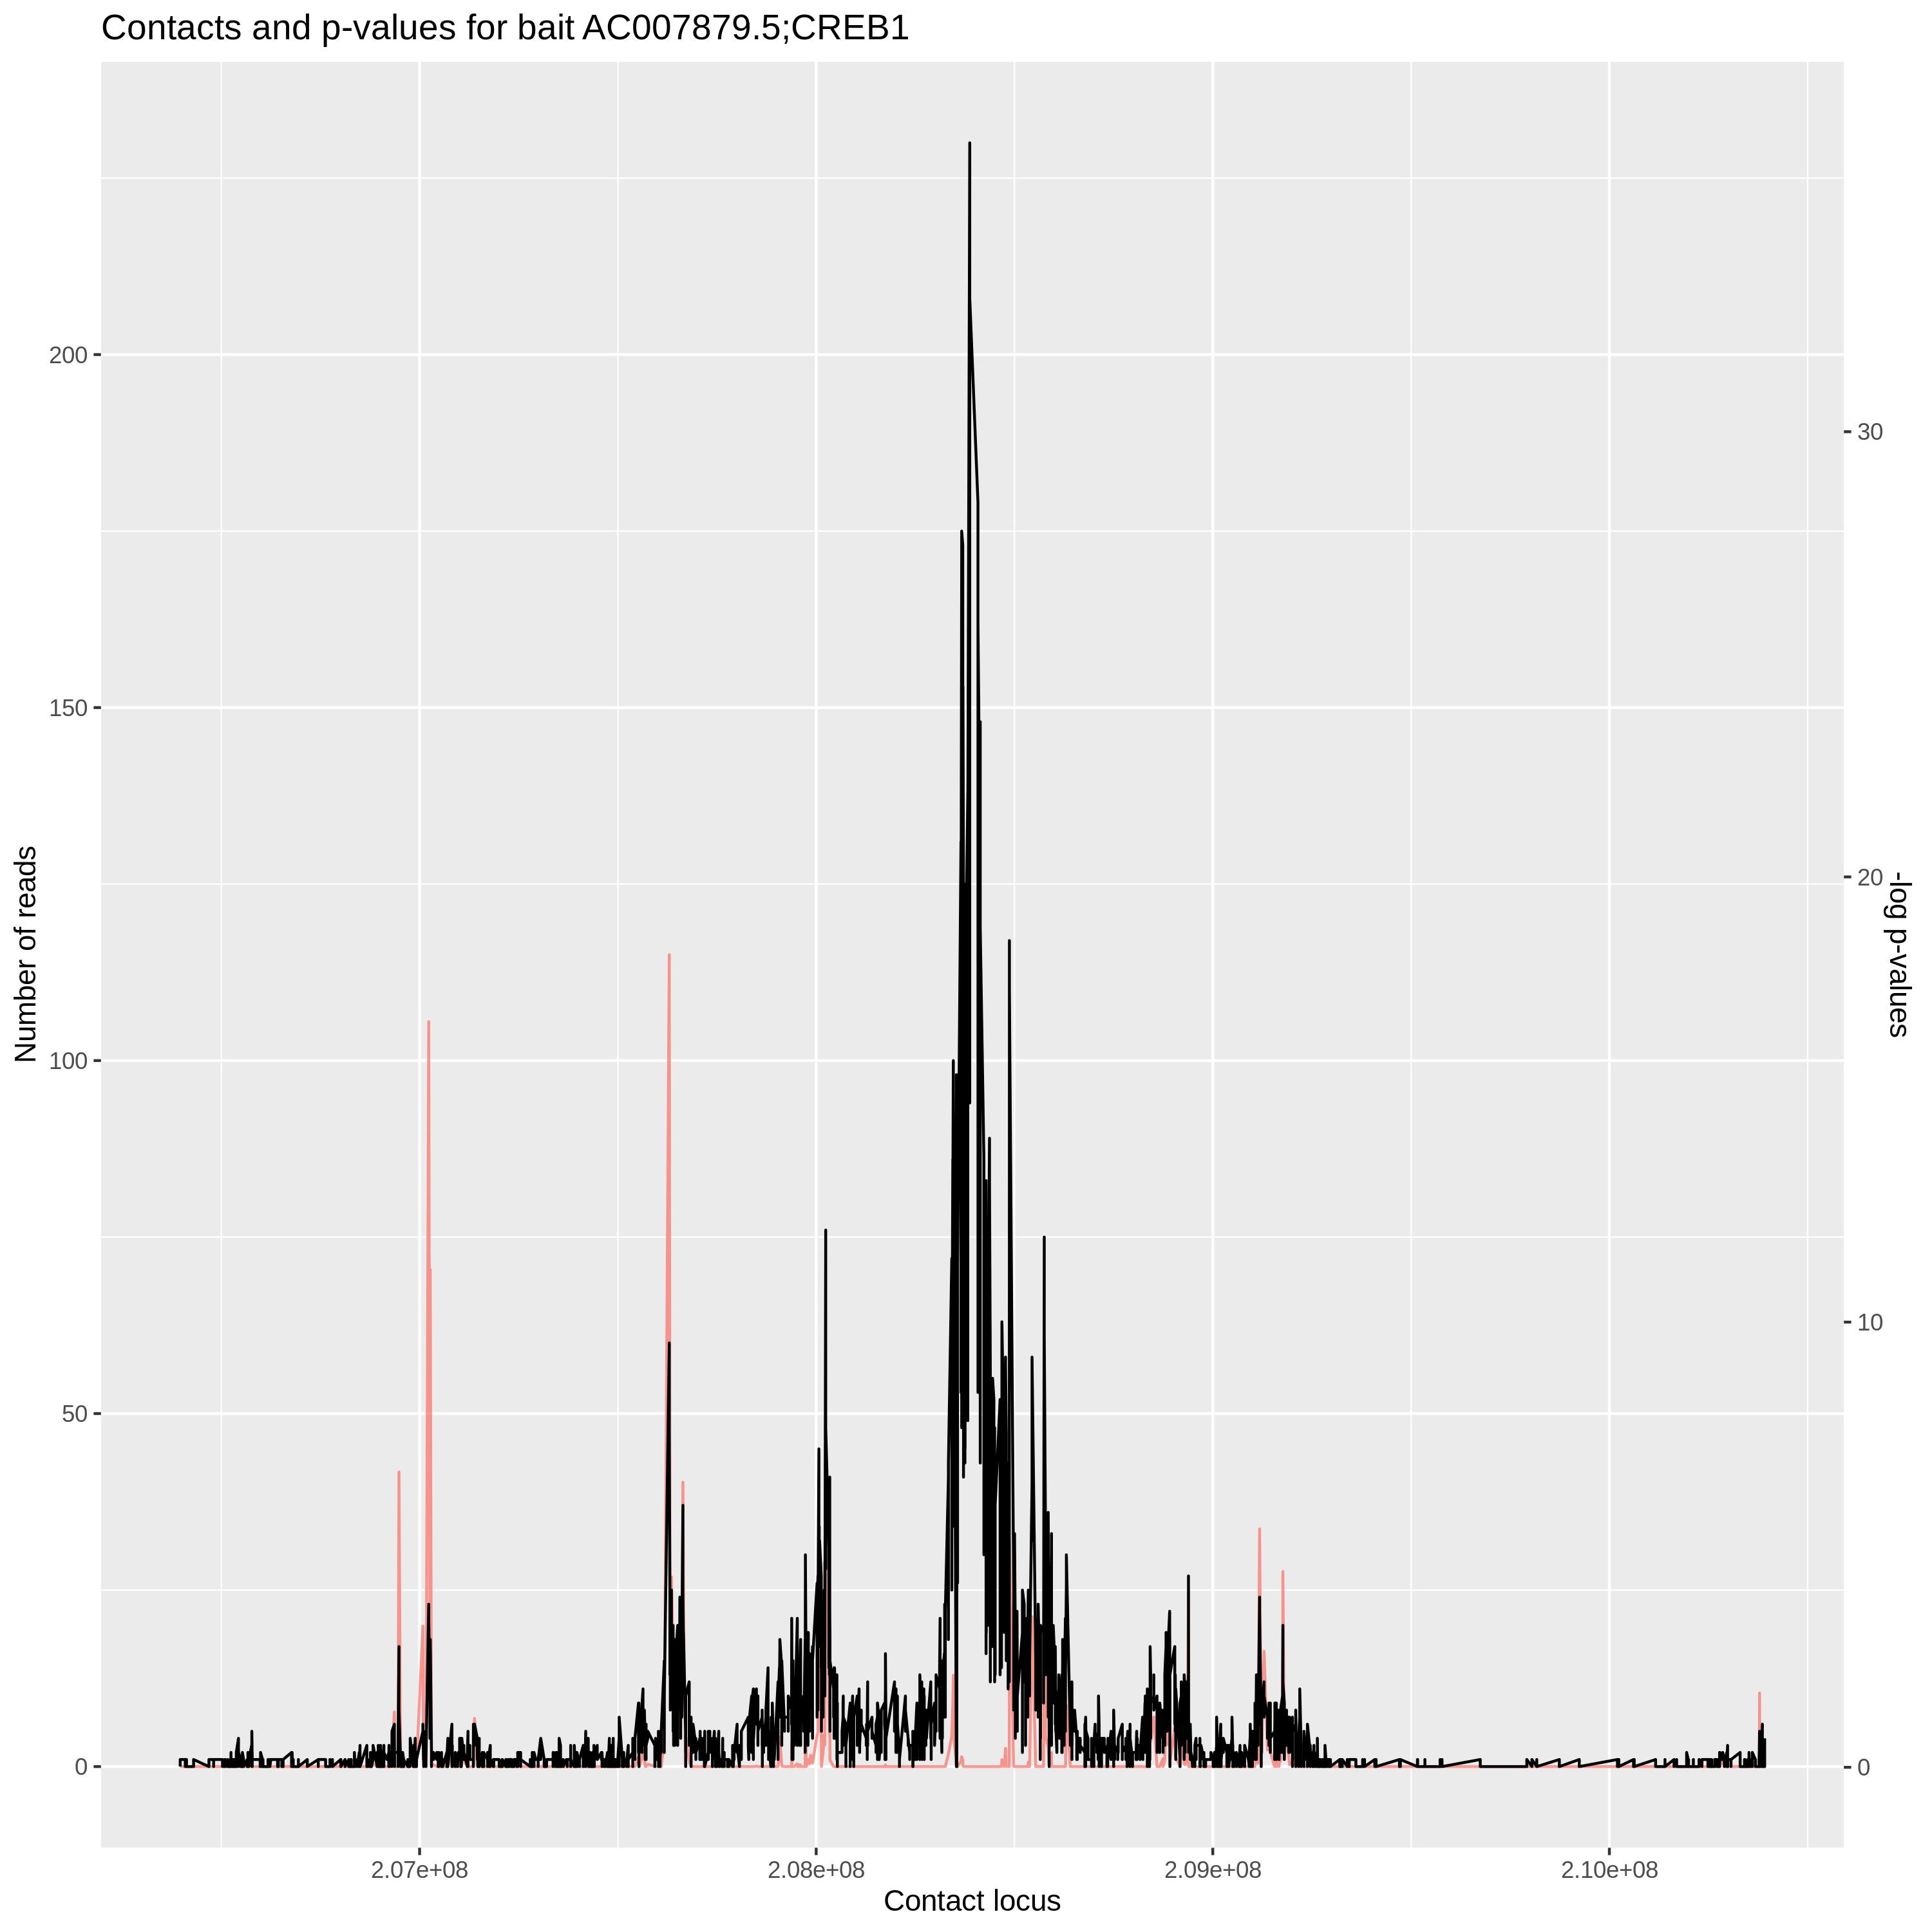 Contacts and p-values for bait AC007879.5;CREB1
200
150
100
50
0
Number of reads
30
20
10
0
-log p-values
2.07e+08 2.08e+08 2.09e+08 2.10e+08
Contact locus